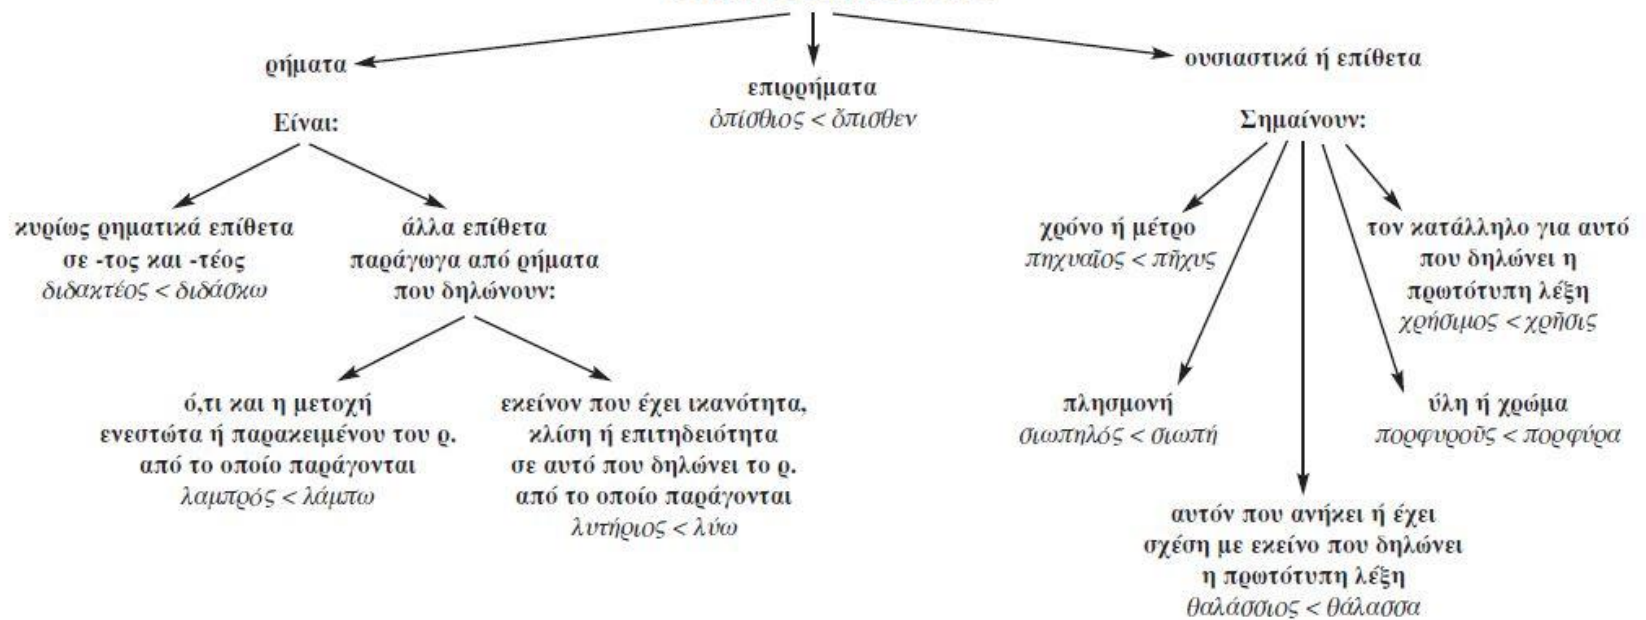 ρήματα
Είναι:
κυρίως ρηματικά επίθετα
σε -τος και -τέος
διδακτέος < διδάσκω
άλλα επίθετα
παράγωγα από ρήματα
που δηλώνουν:
ό,τι και η μετοχή
ενεστώτα ή παρακειμένου του ρ.
από το οποίο παράγονται
λαμπρός < λάμπω
εκείνον που έχει ικανότητα,
κλίση ή επιτηδειότητα
σε αυτό που δηλώνει το ρ.
από το οποίο παράγονται
λυτήριος < λύω
επιρρήματα
ὀπίσθιος < ὄπισθεν
ουσιαστικά ή επίθετα
Σημαίνουν:
χρόνο ή μέτρο
πηχυαῖος < πῆχυς
τον κατάλληλο για αυτό
που δηλώνει η
πρωτότυπη λέξη
χρήσιμος < χρῆσις
πλησμονή
σιωπηλός < σιωπή
ύλη ή χρώμα
πορφυροῦς < πορφύρα
αυτόν που ανήκει ή έχει
σχέση με εκείνο που δηλώνει
η πρωτότυπη λέξη
θαλάσσιος < θάλασσα